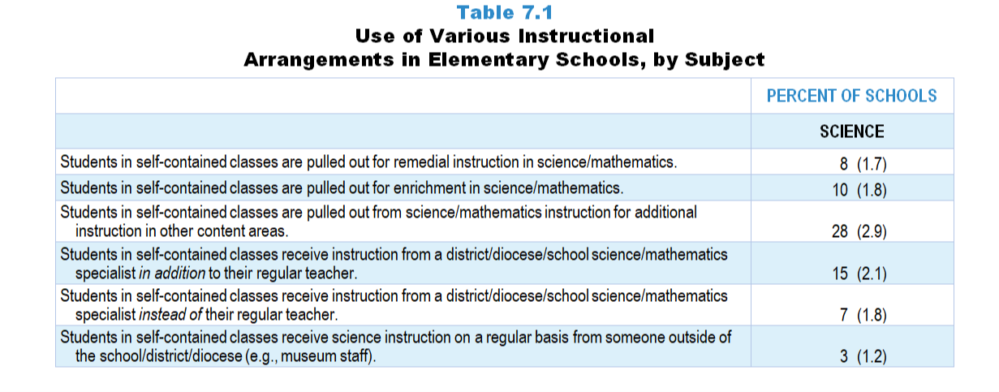 Table 7.1
Use of Various Instructional
Arrangements in Elementary Schools, by Subject
PERCENT OF SCHOOLS
SCIENCE
Students in self-contained classes are pulled out for remedial instruction in science/mathematics. 8 (1.7)
Students in self-contained classes are pulled out for enrichment in science/mathematics. 10 (1.8)
Students in self-contained classes are pulled out from science/mathematics instruction for additional
instruction in other content areas. 28 (2.9)
Students in self-contained classes receive instruction from a district/diocese/school science/mathematics
specialist in addition to their regular teacher. 15 (2.1)
Students in self-contained classes receive instruction from a district/diocese/school science/mathematics
specialist instead of their regular teacher. 7 (1.8)
Students in self-contained classes receive science instruction on a regular basis from someone outside of
the school/district/diocese (e.g., museum staff). 3 (1.2)